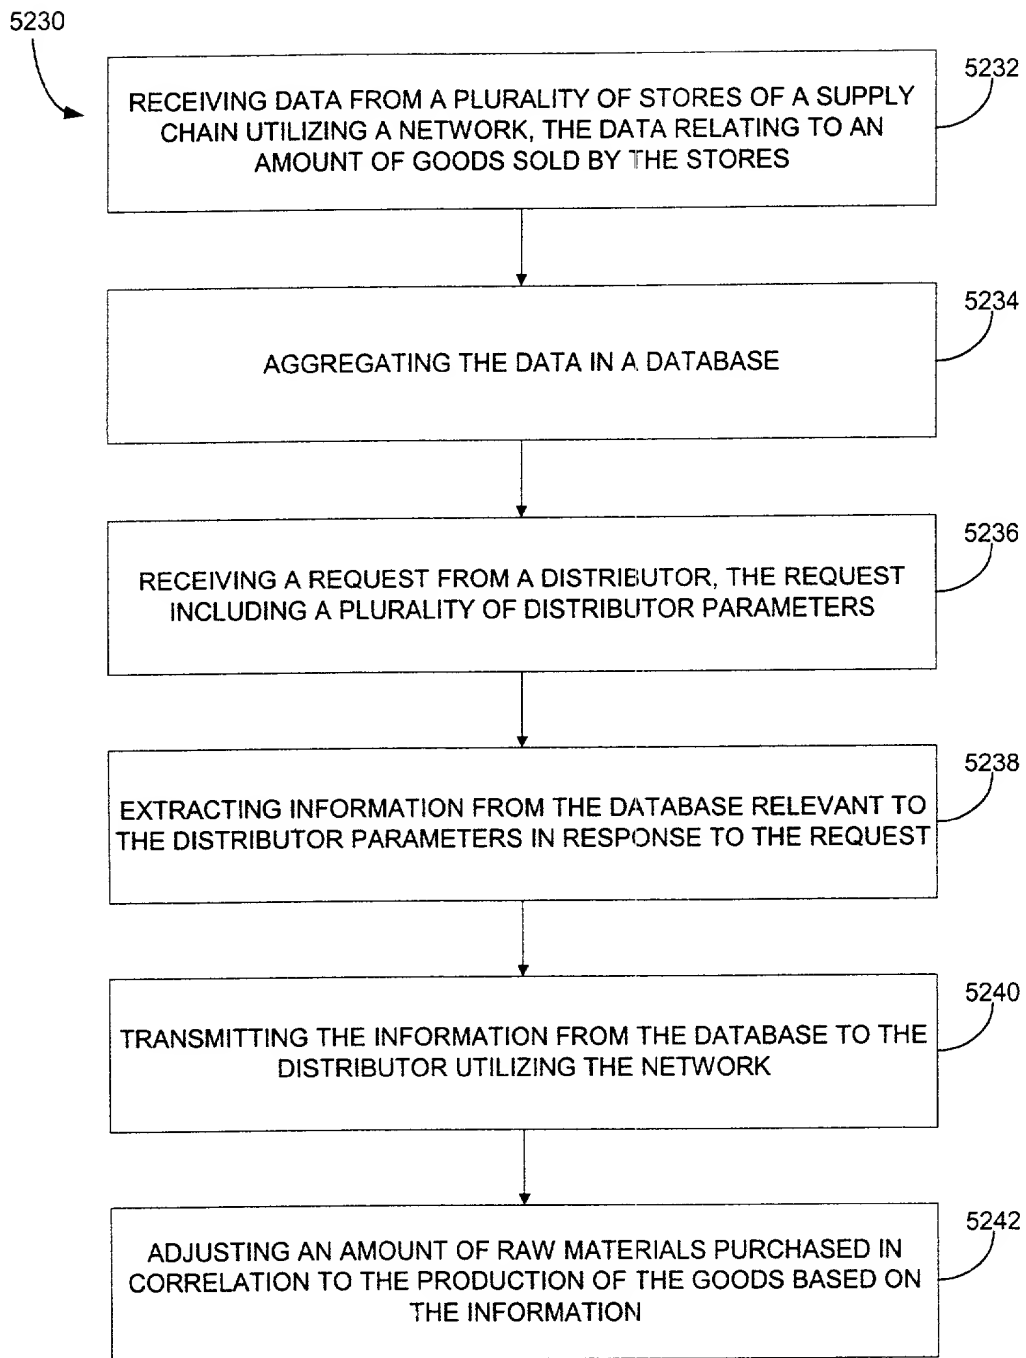 5230
5232
RECEIVING DATA FROM A PLURALITY OF STORES OF A SUPPLY
CHAIN UTILIZING A NETWORK, THE DATA RELATING TO AN
AMOUNT OF GOODS SOLD BY THE STORES
5234
AGGREGATING THE DATA IN A DATABASE
5236
RECEIVING A REQUEST FROM A DISTRIBUTOR, THE REQUEST
INCLUDING A PLURALITY OF DISTRIBUTOR PARAMETERS
5238
EXTRACTING INFORMATION FROM THE DATABASE RELEVANT TO
THE DISTRIBUTOR PARAMETERS IN RESPONSE TO THE REQUEST
5240
TRANSMITTING THE INFORMATION FROM THE DATABASE TO THE
DISTRIBUTOR UTILIZING THE NETWORK
5242
ADJUSTING AN AMOUNT OF RAW MATERIALS PURCHASED IN
CORRELATION TO THE PRODUCTION OF THE GOODS BASED ON
THE INFORMATION